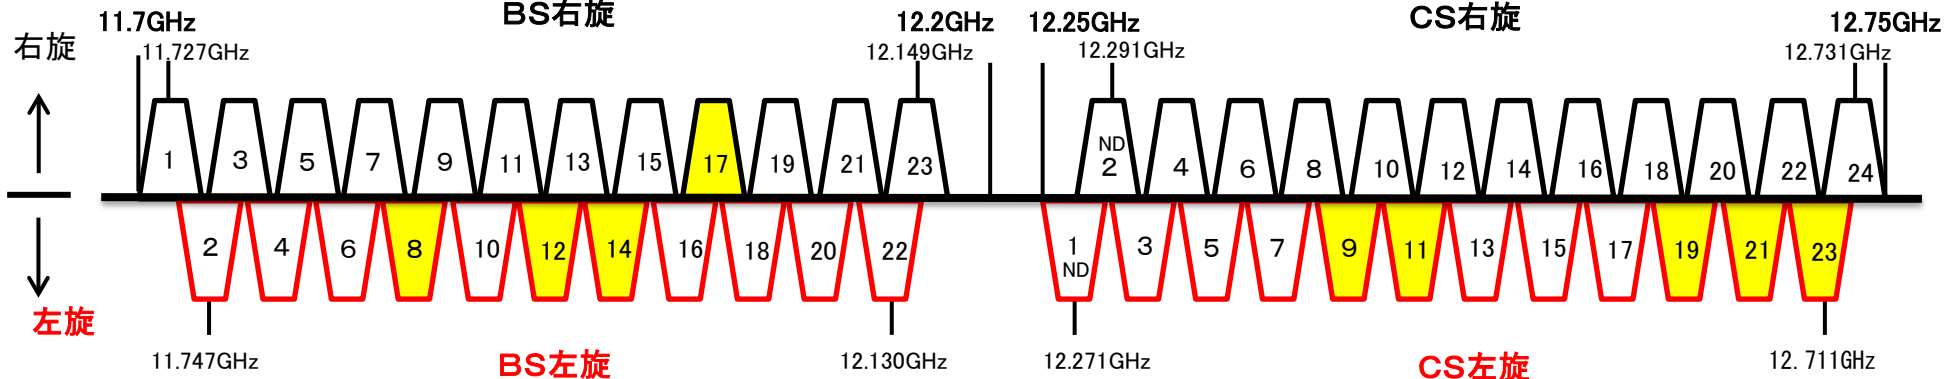 BS右旋 CS右旋
11.7GHz 12.2GHz 12.25GHz 12.75GHz
右旋 11.727GHz 12.149GHz 12.291GHz 12.731GHz
1 3 5 7 9 11 13 15 17 19 21 23 ND 2 4 6 8 10 12 14 16 18 20 22 24
2 4 6 8 10 12 14 16 18 20 22 1 ND 3 5 7 9 11 13 15 17 19 21 23
左旋
11.747GHz BS左旋 12.130GHz 12.271GHz CS左旋 12.711GHz